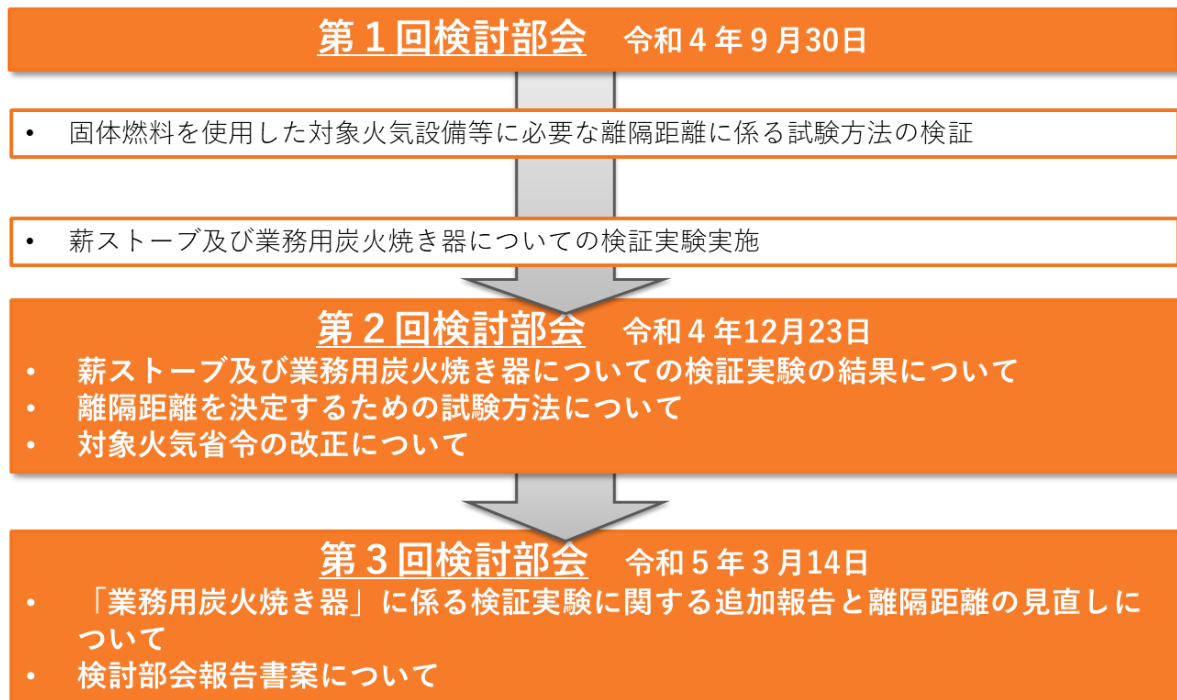 第１回検討部会　令和４年９月30日
• 固体燃料を使用した対象火気設備等に必要な離隔距離に係る試験方法の検証
• 薪ストーブ及び業務用炭火焼き器についての検証実験実施
第２回検討部会　令和４年12月23日
• 薪ストーブ及び業務用炭火焼き器についての検証実験の結果について
• 離隔距離を決定するための試験方法について
• 対象火気省令の改正について
第３回検討部会　令和５年３月14日
• 「業務用炭火焼き器」に係る検証実験に関する追加報告と離隔距離の見直しに
ついて
• 検討部会報告書案について